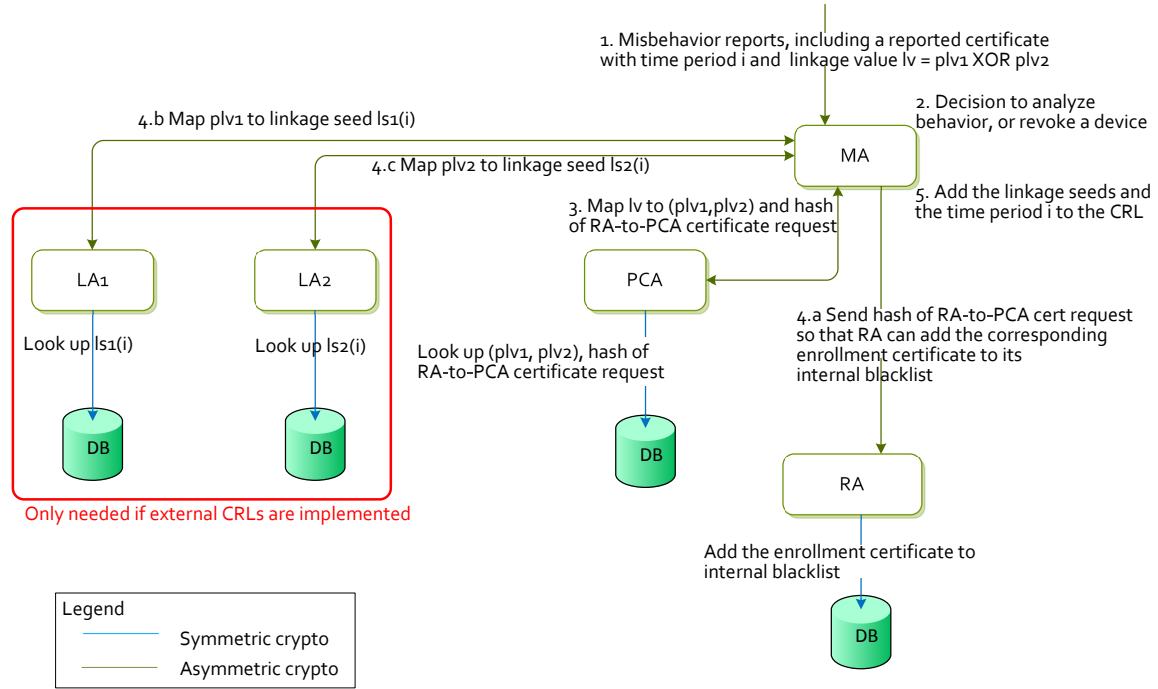 1. Misbehavior reports, including a reported certificate
with time period i and linkage value lv = plv1 XOR plv2
2. Decision to analyze
behavior, or revoke a device
4.b Map plv1 to linkage seed ls1(i)
MA
4.c Map plv2 to linkage seed ls2(i)
3. Map lv to (plv1,plv2) and hash
of RA-to-PCA certificate request
5. Add the linkage seeds and
the time period i to the CRL
LA1
LA2
PCA
4.a Send hash of RA-to-PCA cert request
so that RA can add the corresponding
enrollment certificate to its
internal blacklist
Look up ls1(i)
Look up ls2(i)
Look up (plv1, plv2), hash of
RA-to-PCA certificate request
DB
DB
DB
RA
Only needed if external CRLs are implemented
Add the enrollment certificate to
internal blacklist
DB
Legend
Symmetric crypto
Asymmetric crypto